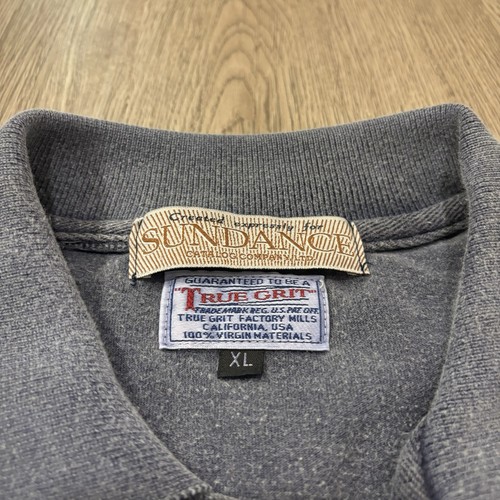 Created Expressly for
SUNDANCE
CATALOG COMPANY, LTD.
GUARANTEED TO BE A
"TRUE GRIT"
TRADEMARK REG. U.S. PAT. OFF.
TRUE GRIT FACTORY MILLS
CALIFORNIA, USA
100% VIRGIN MATERIALS
XL